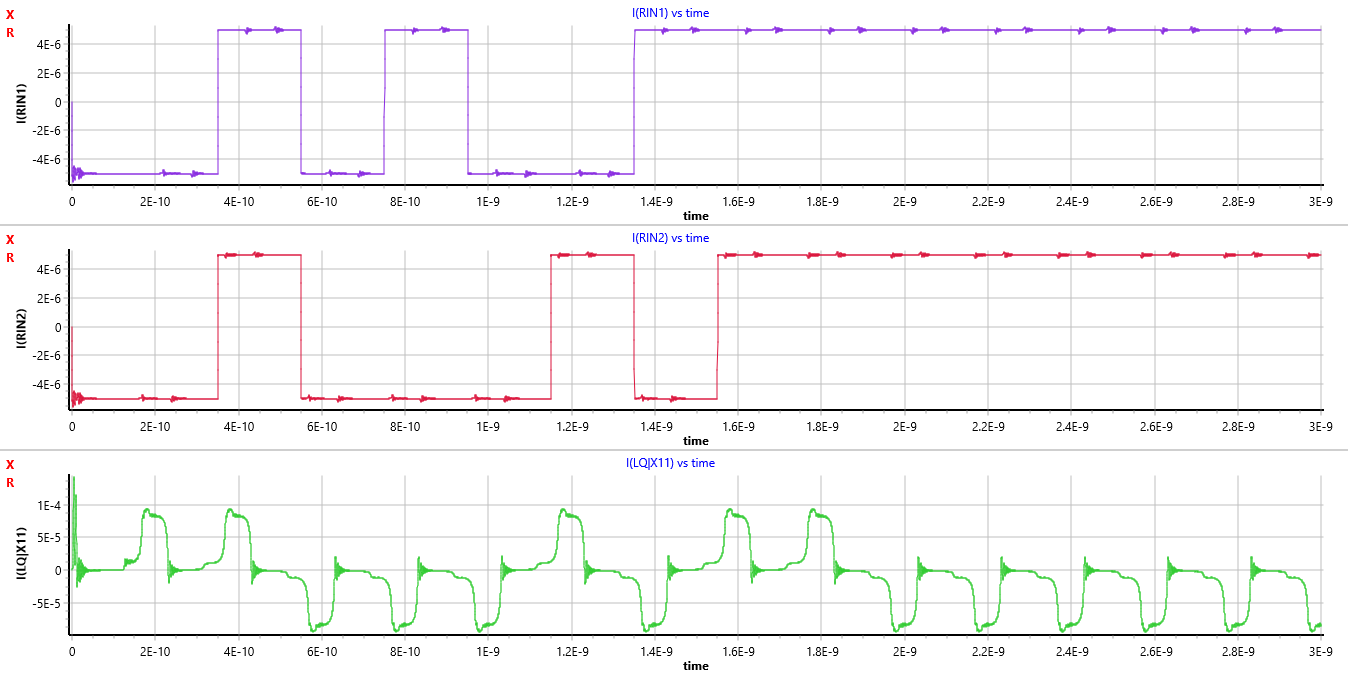 X
R
I(RIN1) vs time
I(RIN1)
4E-6
2E-6
0
-2E-6
-4E-6
0 2E-10 4E-10 6E-10 8E-10 1E-9 1.2E-9 1.4E-9 1.6E-9 1.8E-9 2E-9 2.2E-9 2.4E-9 2.6E-9 2.8E-9 3E-9
time
X
R
I(RIN2) vs time
I(RIN2)
4E-6
2E-6
0
-2E-6
-4E-6
0 2E-10 4E-10 6E-10 8E-10 1E-9 1.2E-9 1.4E-9 1.6E-9 1.8E-9 2E-9 2.2E-9 2.4E-9 2.6E-9 2.8E-9 3E-9
time
X
R
I(LQ|X11) vs time
I(LQ|X11)
1E-4
5E-5
0
-5E-5
0 2E-10 4E-10 6E-10 8E-10 1E-9 1.2E-9 1.4E-9 1.6E-9 1.8E-9 2E-9 2.2E-9 2.4E-9 2.6E-9 2.8E-9 3E-9
time